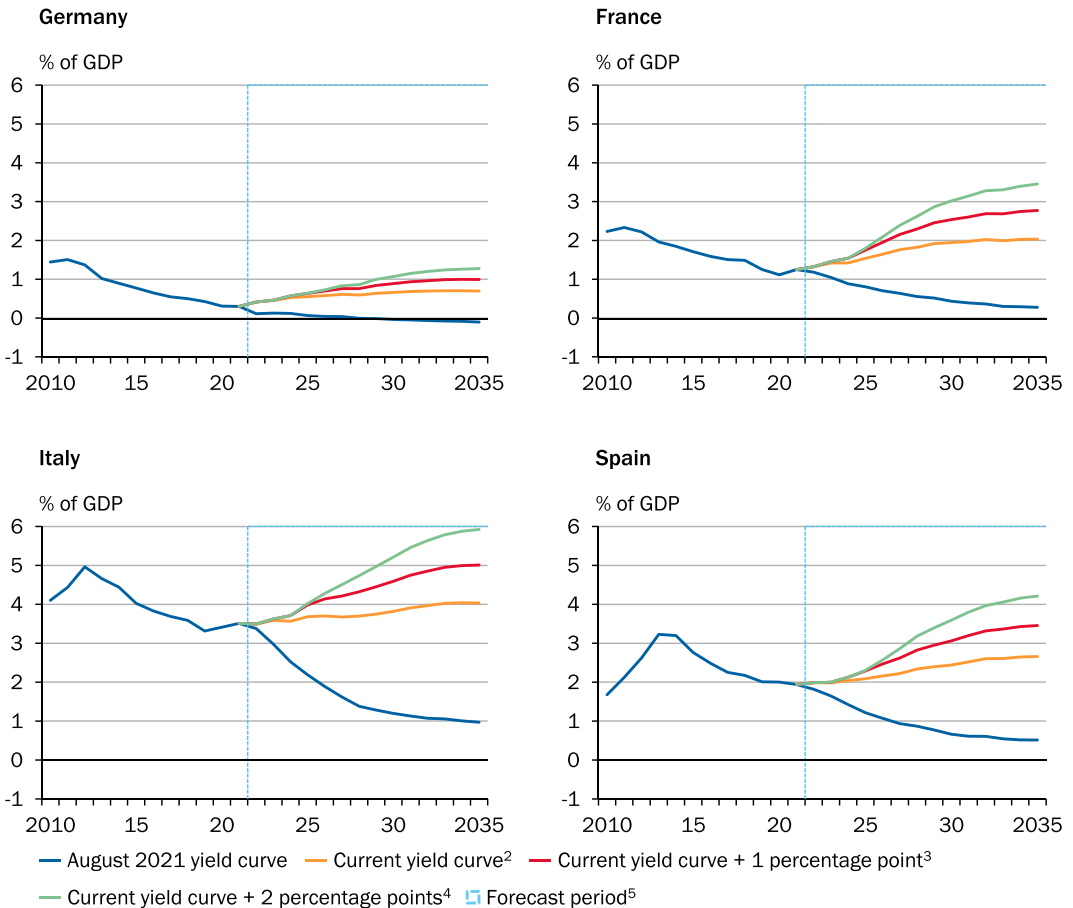 Germany
% of GDP
6
5
4
3
2
1
0
-1
2010 15 20 25 30 2035
France
% of GDP
6
5
4
3
2
1
0
-1
2010 15 20 25 30 2035
Italy
% of GDP
6
5
4
3
2
1
0
-1
2010 15 20 25 30 2035
Spain
% of GDP
6
5
4
3
2
1
0
-1
2010 15 20 25 30 2035
August 2021 yield curve Current yield curve² Current yield curve + 1 percentage point³
Current yield curve + 2 percentage points⁴ Forecast period⁵